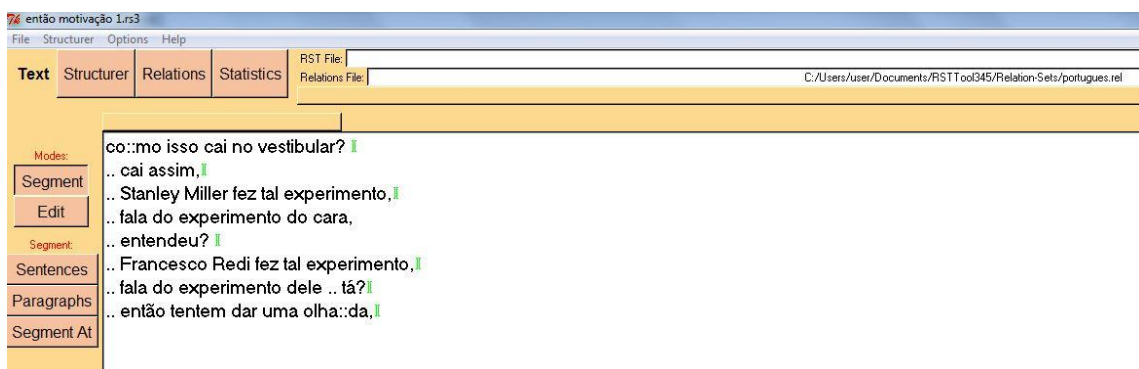 então motivação 1.rs3
File Structurer Options Help
Text Structurer Relations Statistics
RST File:
Relations File: C:/Users/user/Documents/RSTTool345/Relation-Sets/portugues.rel
Modes:
Segment
Edit
Segment:
Sentences
Paragraphs
Segment At
co::mo isso cai no vestibular?
.. cai assim,
.. Stanley Miller fez tal experimento,
.. fala do experimento do cara,
.. entendeu?
.. Francesco Redi fez tal experimento,
.. fala do experimento dele .. tá?
.. então tentem dar uma olha::da,